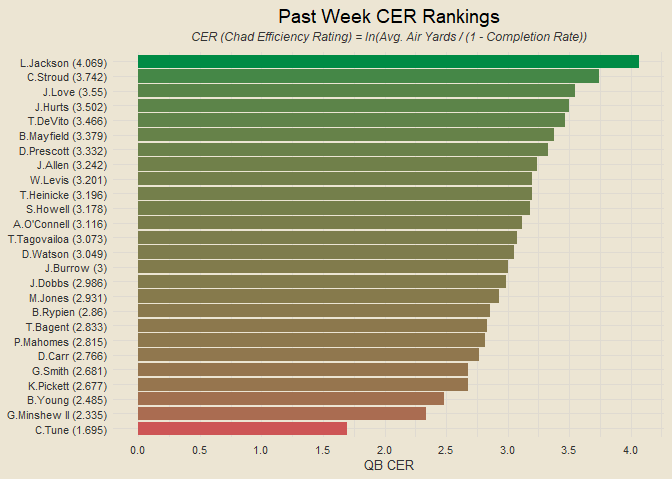 Past Week CER Rankings
CER (Chad Efficiency Rating) = ln(Avg. Air Yards / (1 - Completion Rate))
L.Jackson (4.069)
C.Stroud (3.742)
J.Love (3.55)
J.Hurts (3.502)
T.DeVito (3.466)
B.Mayfield (3.379)
D.Prescott (3.332)
J.Allen (3.242)
W.Levis (3.201)
T.Heinicke (3.196)
S.Howell (3.178)
A.O'Connell (3.116)
T.Tagovailoa (3.073)
D.Watson (3.049)
J.Burrow (3)
J.Dobbs (2.986)
M.Jones (2.931)
B.Rypien (2.86)
T.Bagent (2.833)
P.Mahomes (2.815)
D.Carr (2.766)
G.Smith (2.681)
K.Pickett (2.677)
B.Young (2.485)
G.Minshew II (2.335)
C.Tune (1.695)
0.0 0.5 1.0 1.5 2.0 2.5 3.0 3.5 4.0
QB CER